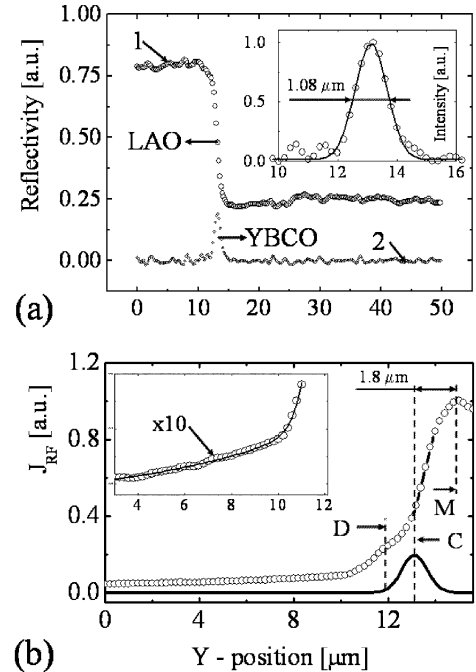 (a)
Reflectivity [a.u.]
0.75
0.50
0.25
0.00
1
LAO
YBCO
2
1.08 μm
Intensity [a.u.]
1.0
0.5
0.0
10 12 14 16
0 10 20 30 40 50
(b)
J_RF [a.u.]
1.2
0.8
0.4
0.0
x10
4 6 8 10 12
1.8 μm
M
D
C
0 4 8 12
Y - position [μm]